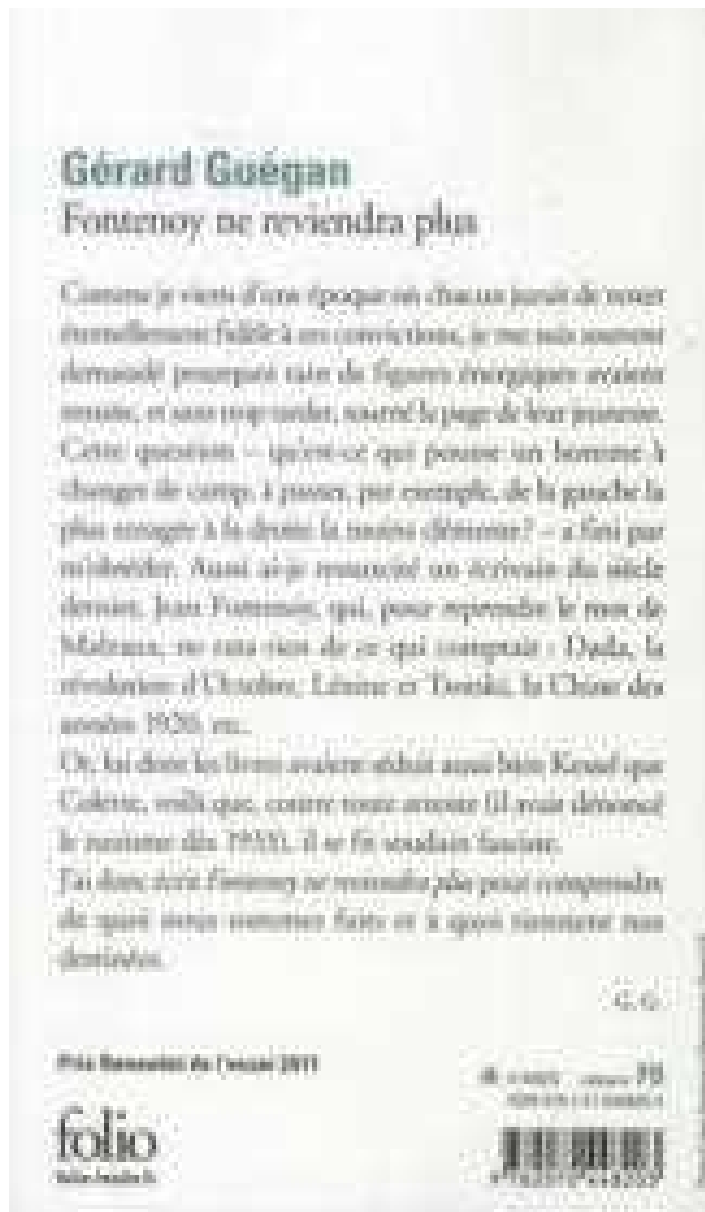 Gérard Guégan
Fontenoy ne reviendra plus
Comme je viens d'une époque où chacun jurait de rester
éternellement fidèle à ses convictions, je me suis souvent
demandé pourquoi tant de figures énergiques avaient
ensuite, et sans trop tarder, tourné la page de leur jeunesse.
Cette question – qu'est-ce qui pousse un homme à
changer de camp, à passer, par exemple, de la gauche la
plus enragée à la droite la moins clémente ? – a fini par
m'obséder. Aussi ai-je ressuscité un écrivain du siècle
dernier, Jean Fontenoy, qui, pour reprendre le mot de
Malraux, ne rata rien de ce qui comptait : Dada, la
révolution d'Octobre, Lénine et Trotski, la Chine des
années 1920, etc.
Or, lui dont les livres avaient séduit aussi bien Kessel que
Colette, voilà que, contre toute attente (il avait dénoncé
le nazisme dès 1933), il se fit soudain fasciste.
J'ai donc écrit Fontenoy ne reviendra plus pour comprendre
de quoi nous sommes faits et à quoi tiennent nos
destinées.
G. G.
Prix Renaudot de l'essai 2011
folio